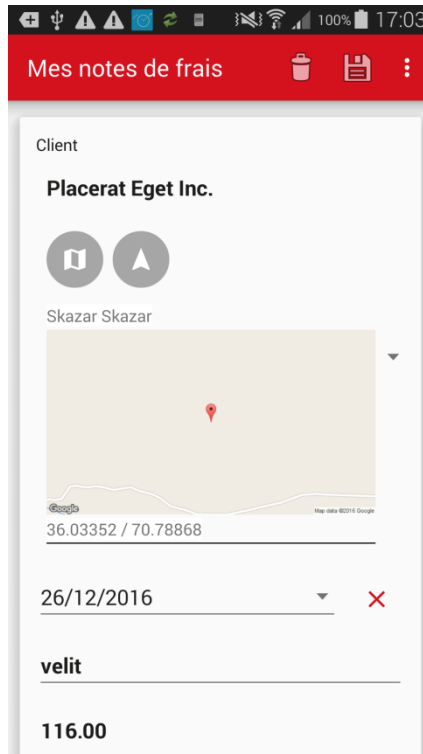 100% 17:03
Mes notes de frais
Client
Placerat Eget Inc.
Skazar Skazar
Google
Map data ©2016 Google
36.03352 / 70.78868
26/12/2016
velit
116.00